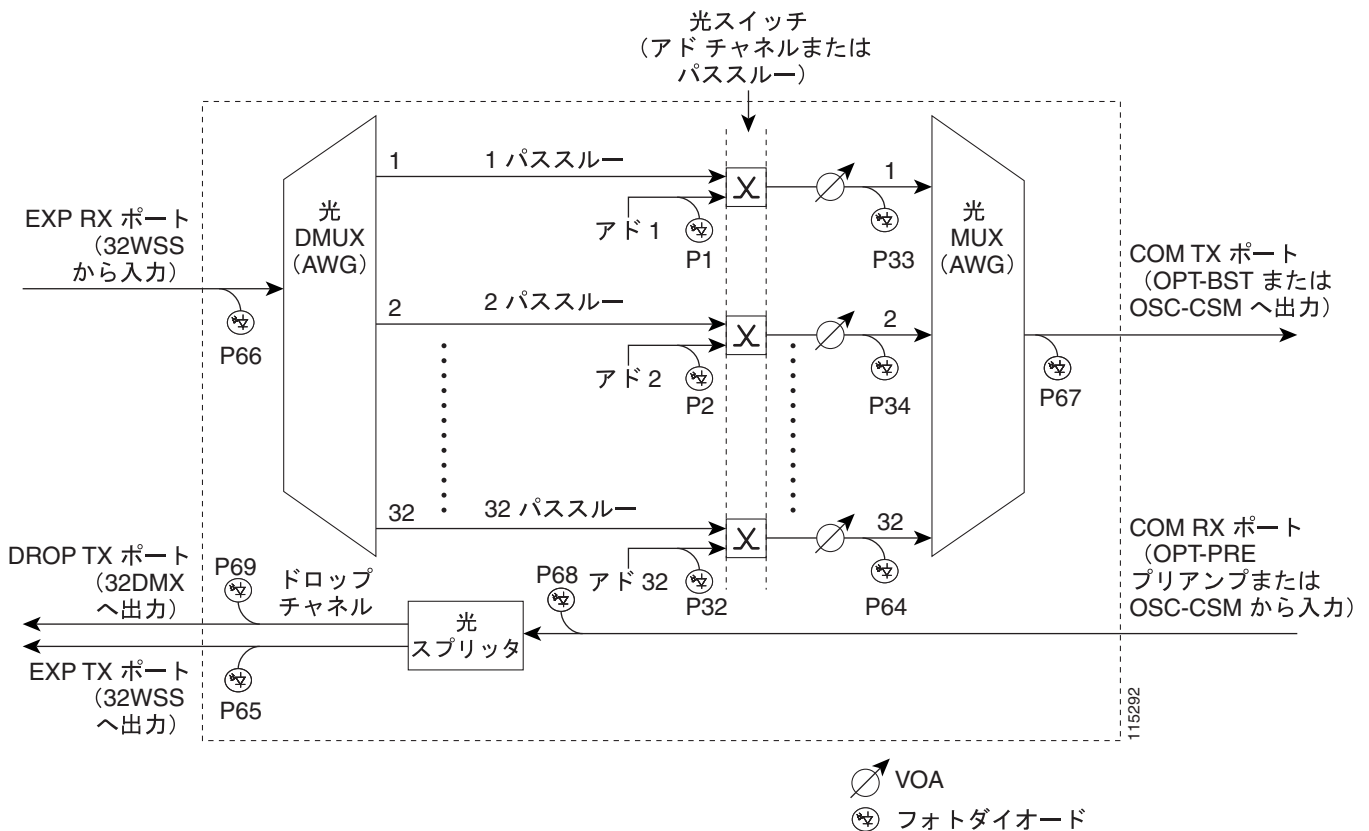 光スイッチ
（アド チャネルまたは
パススルー）
1
1 パススルー
1
光
DMUX
（AWG）
光
MUX
（AWG）
EXP RX ポート
（32WSS
から入力）
アド 1
P1
P33
COM TX ポート
（OPT-BST または
OSC-CSM へ出力）
2
2 パススルー
2
P66
アド 2
P2
P34
P67
32
32 パススルー
32
COM RX ポート
（OPT-PRE
プリアンプまたは
OSC-CSM から入力）
DROP TX ポート
（32DMX
へ出力）
P69
ドロップ
チャネル
アド 32
P68
P32
P64
光
スプリッタ
EXP TX ポート
（32WSS
へ出力）
P65
115292
VOA
フォトダイオード